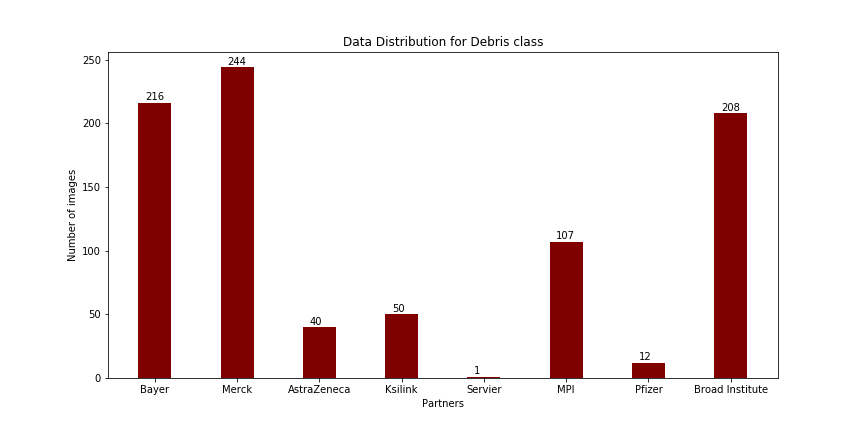 Data Distribution for Debris class
250
200
150
100
50
0
Number of images
216
244
40
50
1
107
12
208
Bayer
Merck
AstraZeneca
Ksilink
Servier
MPI
Pfizer
Broad Institute
Partners